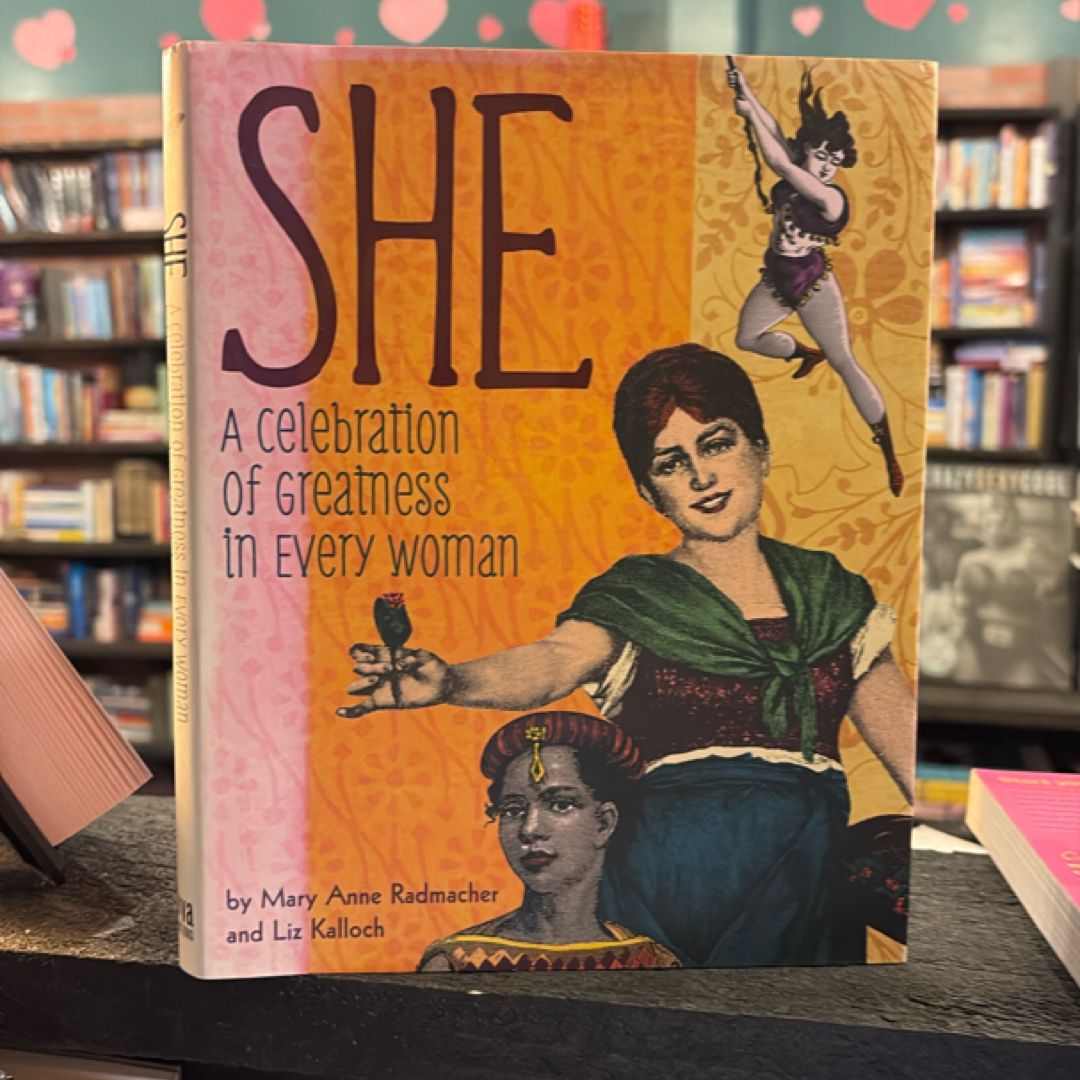 SHE
A Celebration
of Greatness
in Every Woman
by Mary Anne Radmacher
and Liz Kalloch
SHE A Celebration of Greatness in Every Woman
CRAZYSEXYCOOL